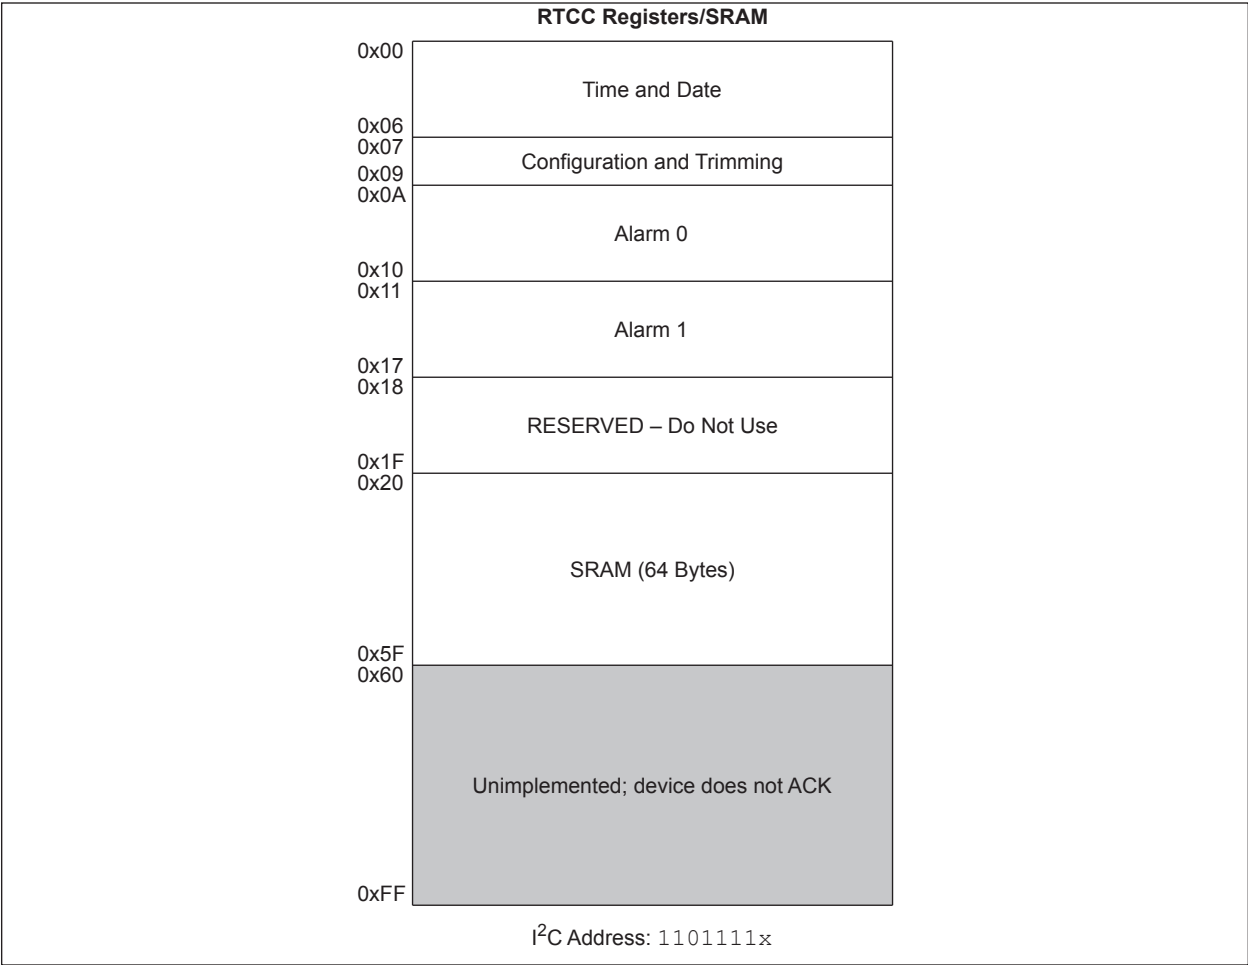 RTCC Registers/SRAM
0x00
Time and Date
0x06
0x07
Configuration and Trimming
0x09
0x0A
Alarm 0
0x10
0x11
Alarm 1
0x17
0x18
RESERVED – Do Not Use
0x1F
0x20
SRAM (64 Bytes)
0x5F
0x60
Unimplemented; device does not ACK
0xFF
I²C Address: 1101111x